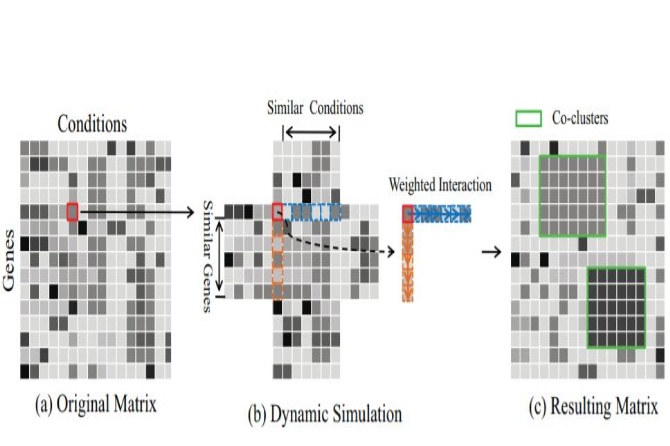 Conditions
Genes
(a) Original Matrix
Similar Conditions
Similar Genes
(b) Dynamic Simulation
Weighted Interaction
Co-clusters
(c) Resulting Matrix